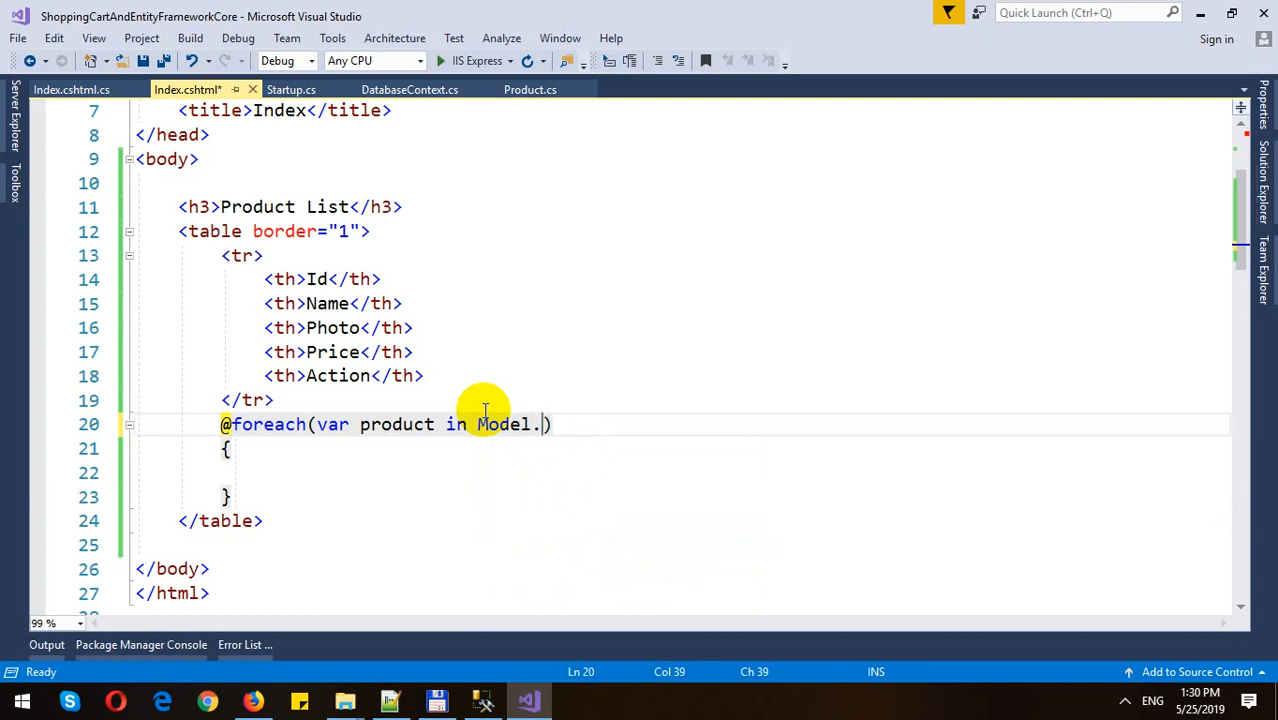 ShoppingCartAndEntityFrameworkCore - Microsoft Visual Studio
Quick Launch (Ctrl+Q)
File Edit View Project Build Debug Team Tools Architecture Test Analyze Window Help
Sign in
Debug Any CPU IIS Express
Index.cshtml.cs Index.cshtml* Startup.cs DatabaseContext.cs Product.cs
Server Explorer
Toolbox
Properties
Solution Explorer
Team Explorer
7 <title>Index</title>
8 </head>
9 <body>
10
11 <h3>Product List</h3>
12 <table border="1">
13 <tr>
14 <th>Id</th>
15 <th>Name</th>
16 <th>Photo</th>
17 <th>Price</th>
18 <th>Action</th>
19 </tr>
20 @foreach(var product in Model.)
21 {
22
23 }
24 </table>
25
26 </body>
27 </html>
99 %
Output Package Manager Console Error List ...
Ready Ln 20 Col 39 Ch 39 INS Add to Source Control
ENG 1:30 PM
5/25/2019